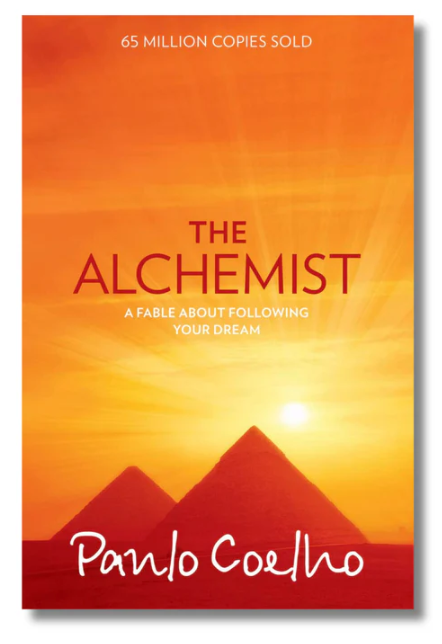 65 MILLION COPIES SOLD
THE
ALCHEMIST
A FABLE ABOUT FOLLOWING
YOUR DREAM
Paulo Coelho